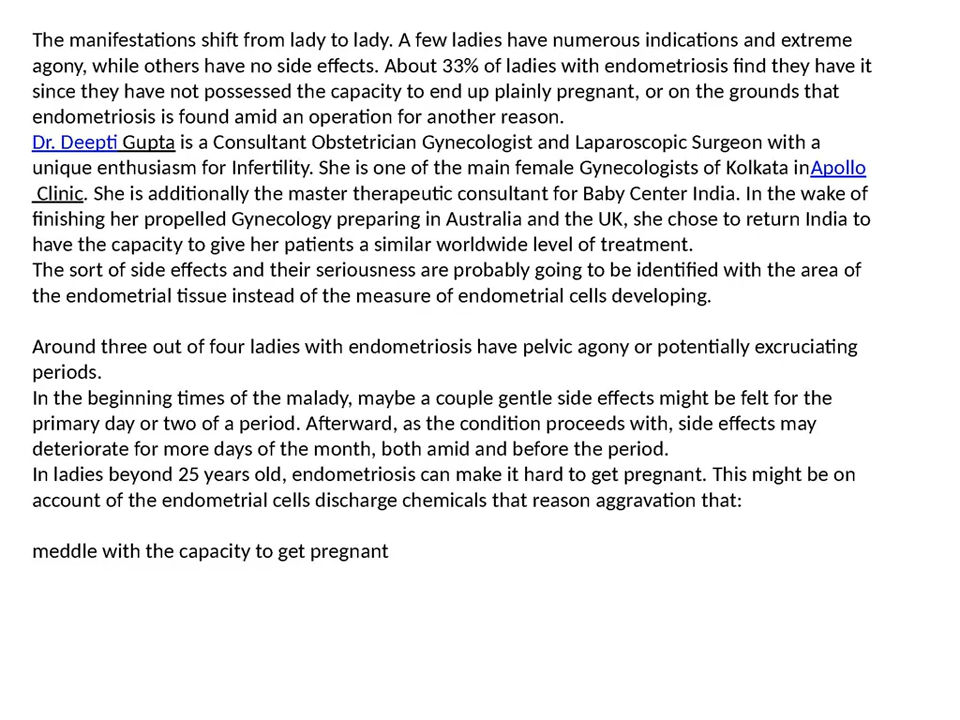 The manifestations shift from lady to lady. A few ladies have numerous indications and extreme
agony, while others have no side effects. About 33% of ladies with endometriosis find they have it
since they have not possessed the capacity to end up plainly pregnant, or on the grounds that
endometriosis is found amid an operation for another reason.
Dr. Deepti Gupta is a Consultant Obstetrician Gynecologist and Laparoscopic Surgeon with a
unique enthusiasm for Infertility. She is one of the main female Gynecologists of Kolkata inApollo
Clinic. She is additionally the master therapeutic consultant for Baby Center India. In the wake of
finishing her propelled Gynecology preparing in Australia and the UK, she chose to return India to
have the capacity to give her patients a similar worldwide level of treatment.
The sort of side effects and their seriousness are probably going to be identified with the area of
the endometrial tissue instead of the measure of endometrial cells developing.
Around three out of four ladies with endometriosis have pelvic agony or potentially excruciating
periods.
In the beginning times of the malady, maybe a couple gentle side effects might be felt for the
primary day or two of a period. Afterward, as the condition proceeds with, side effects may
deteriorate for more days of the month, both amid and before the period.
In ladies beyond 25 years old, endometriosis can make it hard to get pregnant. This might be on
account of the endometrial cells discharge chemicals that reason aggravation that:
meddle with the capacity to get pregnant